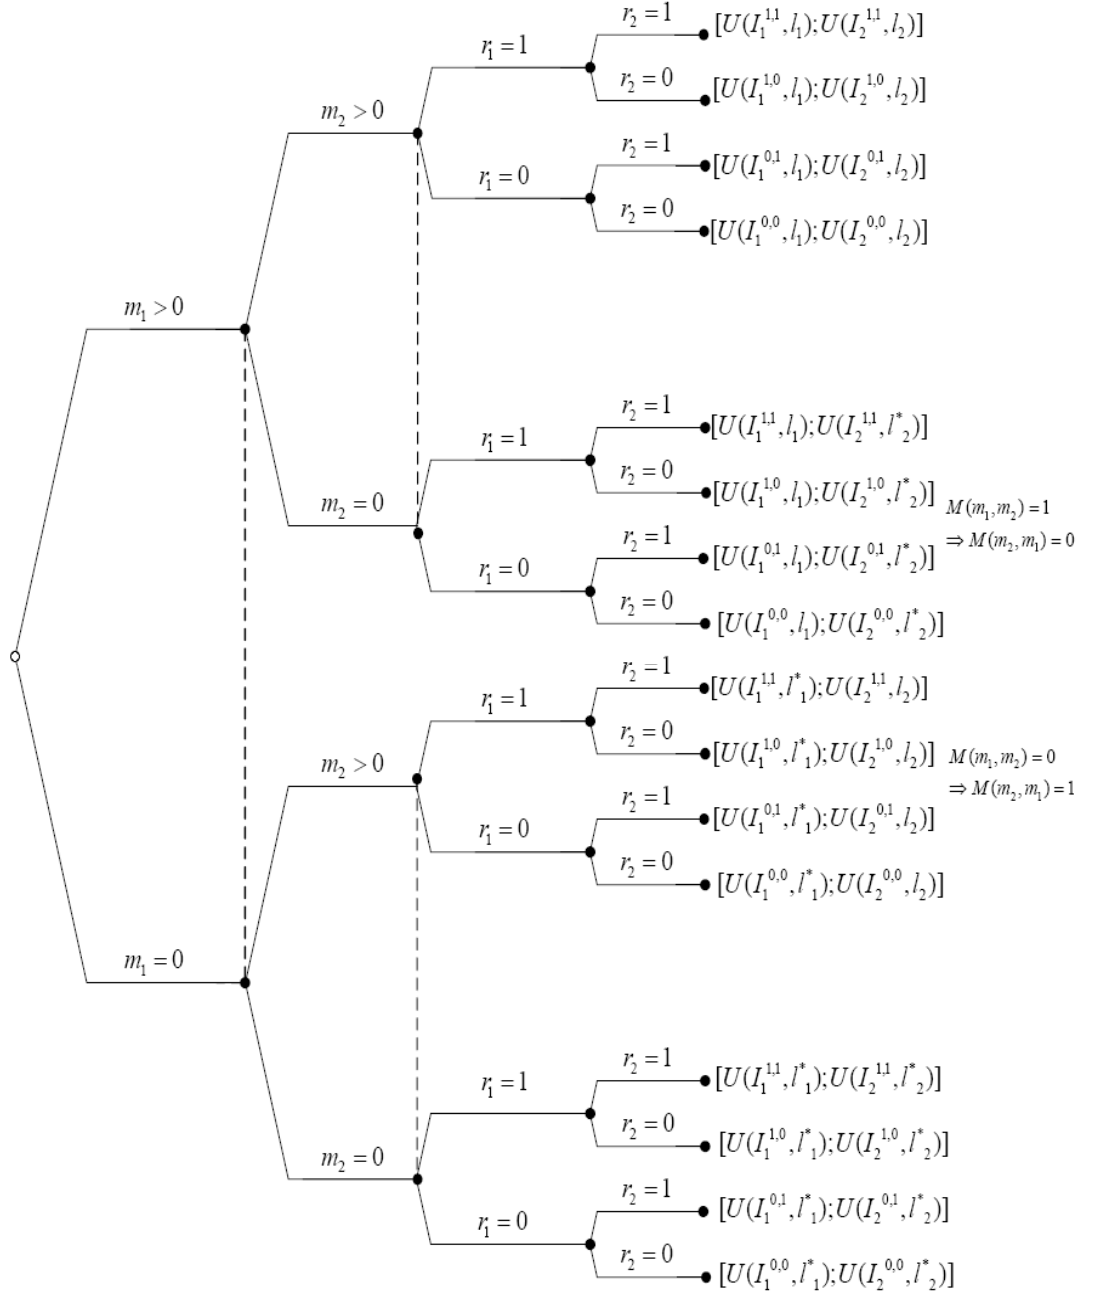 r₂ = 1 [U(I₁^{1,1}, l₁); U(I₂^{1,1}, l₂)]
r₁ = 1
r₂ = 0 [U(I₁^{1,0}, l₁); U(I₂^{1,0}, l₂)]
m₂ > 0
r₂ = 1 [U(I₁^{0,1}, l₁); U(I₂^{0,1}, l₂)]
r₁ = 0
r₂ = 0 [U(I₁^{0,0}, l₁); U(I₂^{0,0}, l₂)]
m₁ > 0
r₂ = 1 [U(I₁^{1,1}, l₁); U(I₂^{1,1}, l*₂)]
r₁ = 1
r₂ = 0 [U(I₁^{1,0}, l₁); U(I₂^{1,0}, l*₂)]
m₂ = 0
M(m₁, m₂) = 1
⇒ M(m₂, m₁) = 0
r₂ = 1 [U(I₁^{0,1}, l₁); U(I₂^{0,1}, l*₂)]
r₁ = 0
r₂ = 0 [U(I₁^{0,0}, l₁); U(I₂^{0,0}, l*₂)]
r₂ = 1 [U(I₁^{1,1}, l*₁); U(I₂^{1,1}, l₂)]
r₁ = 1
r₂ = 0 [U(I₁^{1,0}, l*₁); U(I₂^{1,0}, l₂)]
m₂ > 0
M(m₁, m₂) = 0
⇒ M(m₂, m₁) = 1
r₂ = 1 [U(I₁^{0,1}, l*₁); U(I₂^{0,1}, l₂)]
r₁ = 0
r₂ = 0 [U(I₁^{0,0}, l*₁); U(I₂^{0,0}, l₂)]
m₁ = 0
r₂ = 1 [U(I₁^{1,1}, l*₁); U(I₂^{1,1}, l*₂)]
r₁ = 1
r₂ = 0 [U(I₁^{1,0}, l*₁); U(I₂^{1,0}, l*₂)]
m₂ = 0
r₂ = 1 [U(I₁^{0,1}, l*₁); U(I₂^{0,1}, l*₂)]
r₁ = 0
r₂ = 0 [U(I₁^{0,0}, l*₁); U(I₂^{0,0}, l*₂)]